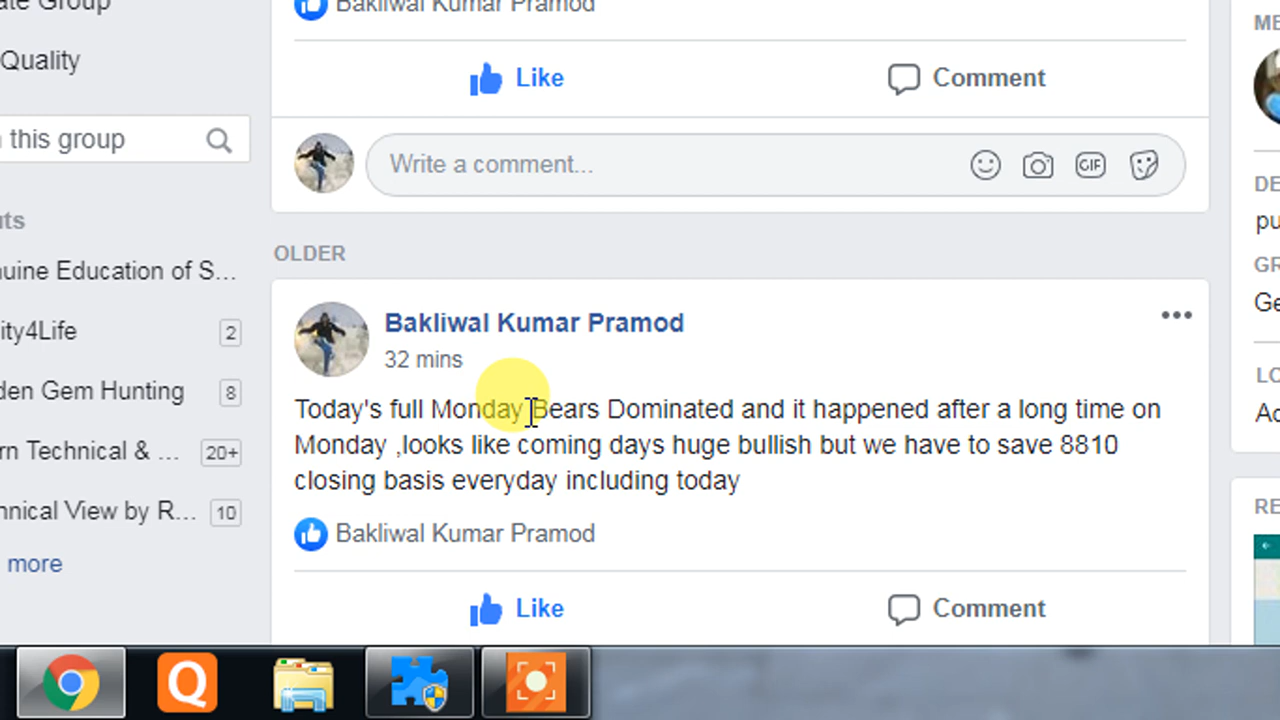 ate Group
Bakliwal Kumar Pramod
Quality
Like
Comment
this group
Write a comment...
GIF
OLDER
Bakliwal Kumar Pramod
32 mins
Today's full Monday Bears Dominated and it happened after a long time on
Monday ,looks like coming days huge bullish but we have to save 8810
closing basis everyday including today
Bakliwal Kumar Pramod
Like
Comment
uine Education of S...
ity4Life
2
den Gem Hunting
8
rn Technical & ...
20+
nnical View by R...
10
more
ME
DE
pu
GR
Ge
LO
RE
Q